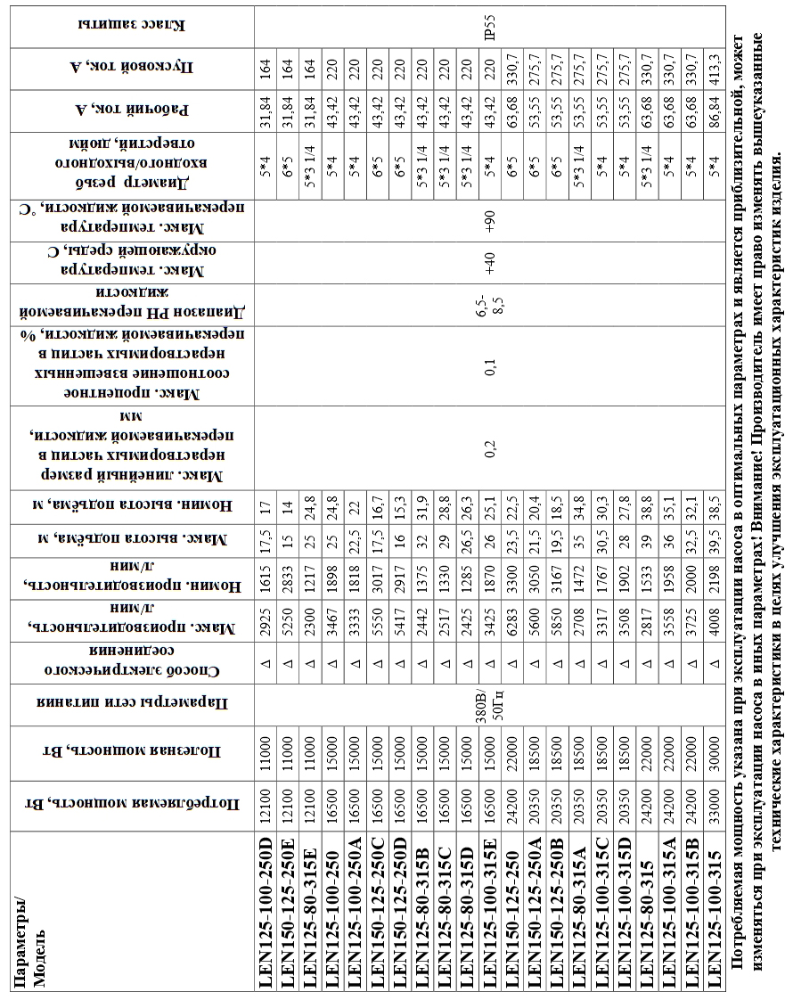 Параметры/
Модель
Потребляемая мощность, Вт
Полезная мощность, Вт
Параметры сети питания
Способ электрического
соединения
Макс. производительность,
л/мин
Номин. производительность,
л/мин
Макс. высота подъёма, м
Номин. высота подъёма, м
Макс. линейный размер
нерастворимых частиц в
перекачиваемой жидкости,
мм
Макс. процентное
соотношение взвешенных
нерастворимых частиц в
перекачиваемой жидкости, %
Диапазон PH перекачиваемой
жидкости
Макс. температура
окружающей среды, С
Макс. температура
перекачиваемой жидкости, °С
Диаметр резьб
входного/выходного
отверстий, дюйм
Рабочий ток, А
Пусковой ток, А
Класс защиты
LEN125-100-250D 12100 11000 Δ 2925 1615 17,5 17 5*4 31,84 164
LEN150-125-250E 12100 11000 Δ 5250 2833 15 14 6*5 31,84 164
LEN125-80-315E 12100 11000 Δ 2300 1217 25 24,8 5*3 1/4 31,84 164
LEN125-100-250 16500 15000 Δ 3467 1898 25 24,8 5*4 43,42 220
LEN125-100-250A 16500 15000 Δ 3333 1818 22,5 22 5*4 43,42 220
LEN150-125-250C 16500 15000 Δ 5550 3017 17,5 16,7 6*5 43,42 220
LEN150-125-250D 16500 15000 Δ 5417 2917 16 15,3 6*5 43,42 220
LEN125-80-315B 16500 15000 Δ 2442 1375 32 31,9 5*3 1/4 43,42 220
LEN125-80-315C 16500 15000 Δ 2517 1330 29 28,8 5*3 1/4 43,42 220
LEN125-80-315D 16500 15000 Δ 2425 1285 26,5 26,3 5*3 1/4 43,42 220
LEN125-100-315E 16500 15000 Δ 3425 1870 26 25,1 5*4 43,42 220
380В/
50Гц
0,2
0,1
6,5-
8,5
+40
+90
IP55
LEN150-125-250 24200 22000 Δ 6283 3300 23,5 22,5 6*5 63,68 330,7
LEN150-125-250A 20350 18500 Δ 5600 3050 21,5 20,4 6*5 53,55 275,7
LEN150-125-250B 20350 18500 Δ 5850 3167 19,5 18,5 6*5 53,55 275,7
LEN125-80-315A 20350 18500 Δ 2708 1472 35 34,8 5*3 1/4 53,55 275,7
LEN125-100-315C 20350 18500 Δ 3317 1767 30,5 30,3 5*4 53,55 275,7
LEN125-100-315D 20350 18500 Δ 3508 1902 28 27,8 5*4 53,55 275,7
LEN125-80-315 24200 22000 Δ 2817 1533 39 38,8 5*3 1/4 63,68 330,7
LEN125-100-315A 24200 22000 Δ 3558 1958 36 35,1 5*4 63,68 330,7
LEN125-100-315B 24200 22000 Δ 3725 2000 32,5 32,1 5*4 63,68 330,7
LEN125-100-315 33000 30000 Δ 4008 2198 39,5 38,5 5*4 86,84 413,3
Потребляемая мощность указана при эксплуатации насоса в оптимальных параметрах и является приблизительной, может
изменяться при эксплуатации насоса в иных параметрах! Внимание! Производитель имеет право изменять вышеуказанные
технические характеристики в целях улучшения эксплуатационных характеристик изделия.